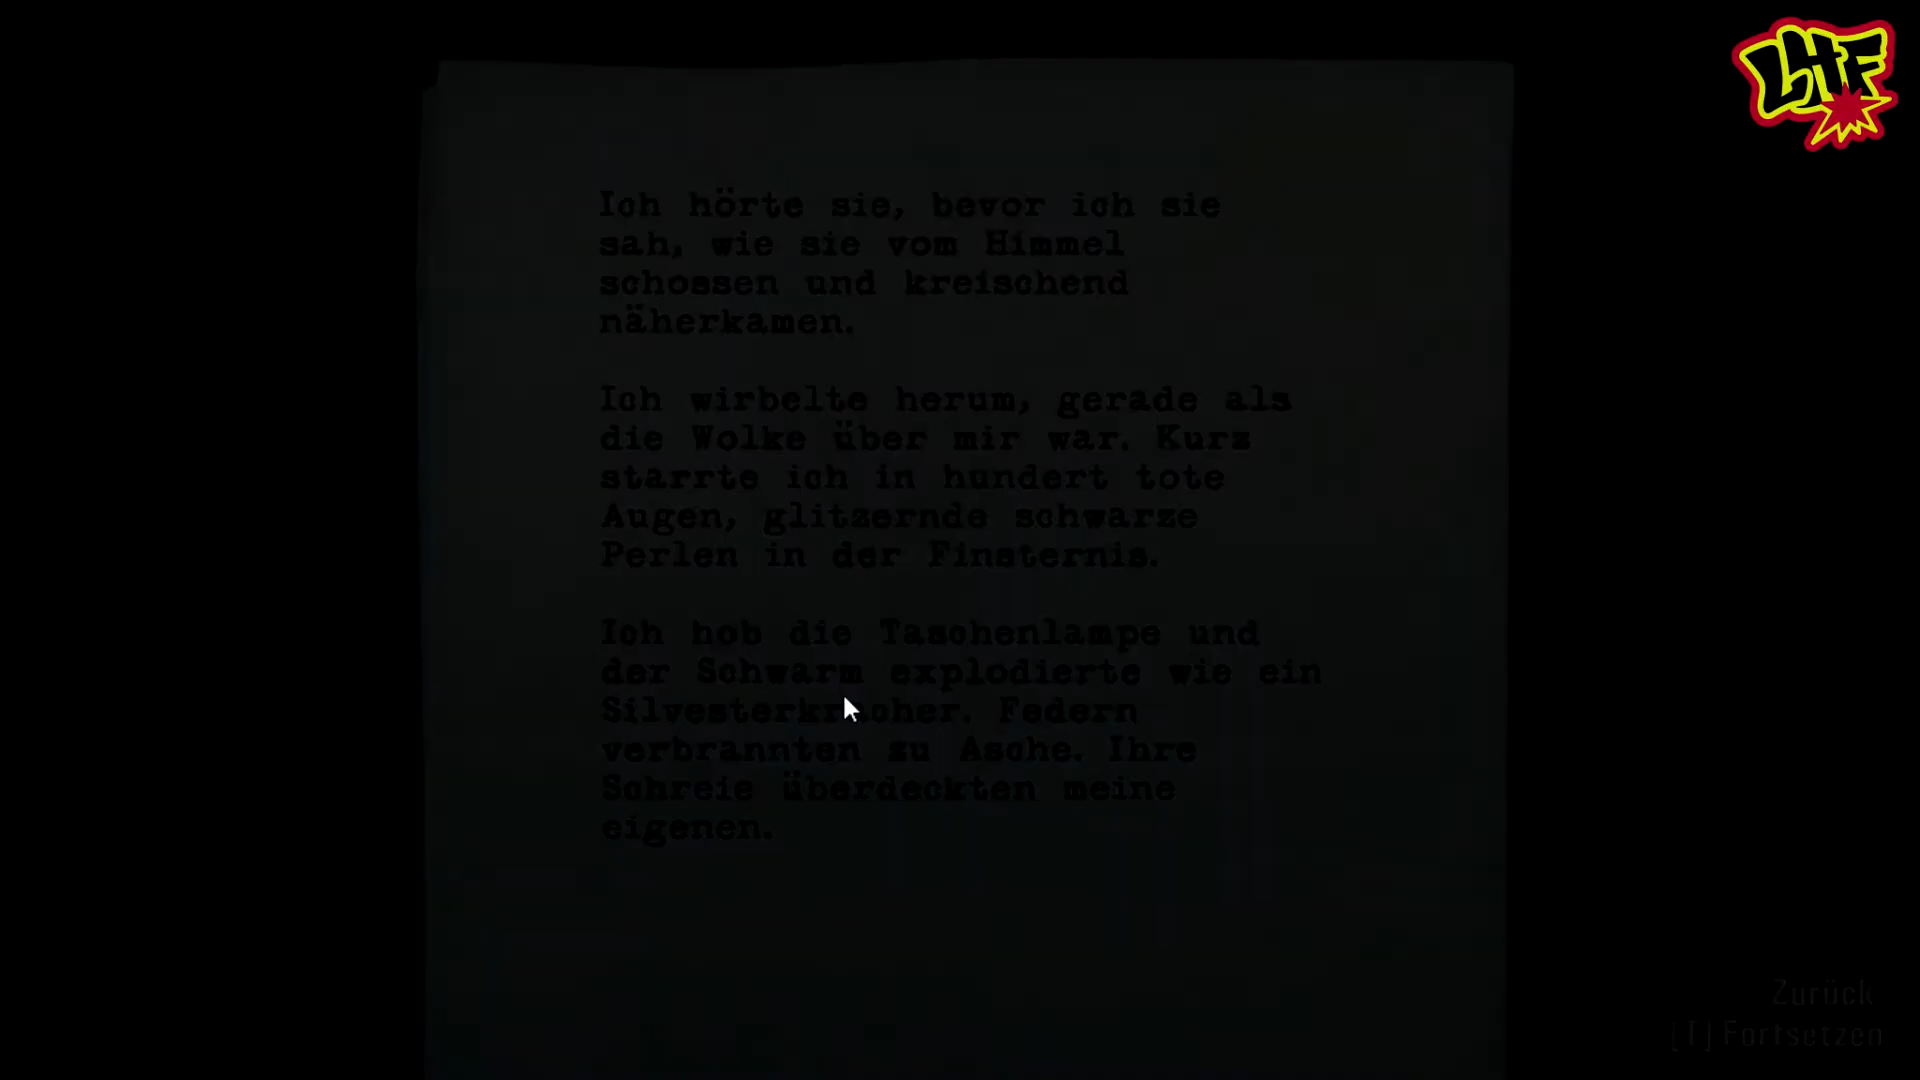 LHF
Ich hörte sie, bevor ich sie
sah, wie sie vom Himmel
schossen und kreischend
näherkamen.
Ich wirbelte herum, gerade als
die Wolke über mir war. Kurz
starrte ich in hundert tote
Augen, glitzernde schwarze
Perlen in der Finsternis.
Ich hob die Taschenlampe und
der Schwarm explodierte wie ein
Silvesterkracher. Federn
verbrannten zu Asche. Ihre
Schreie überdeckten meine
eigenen.
Zurück
[T] Fortsetzen